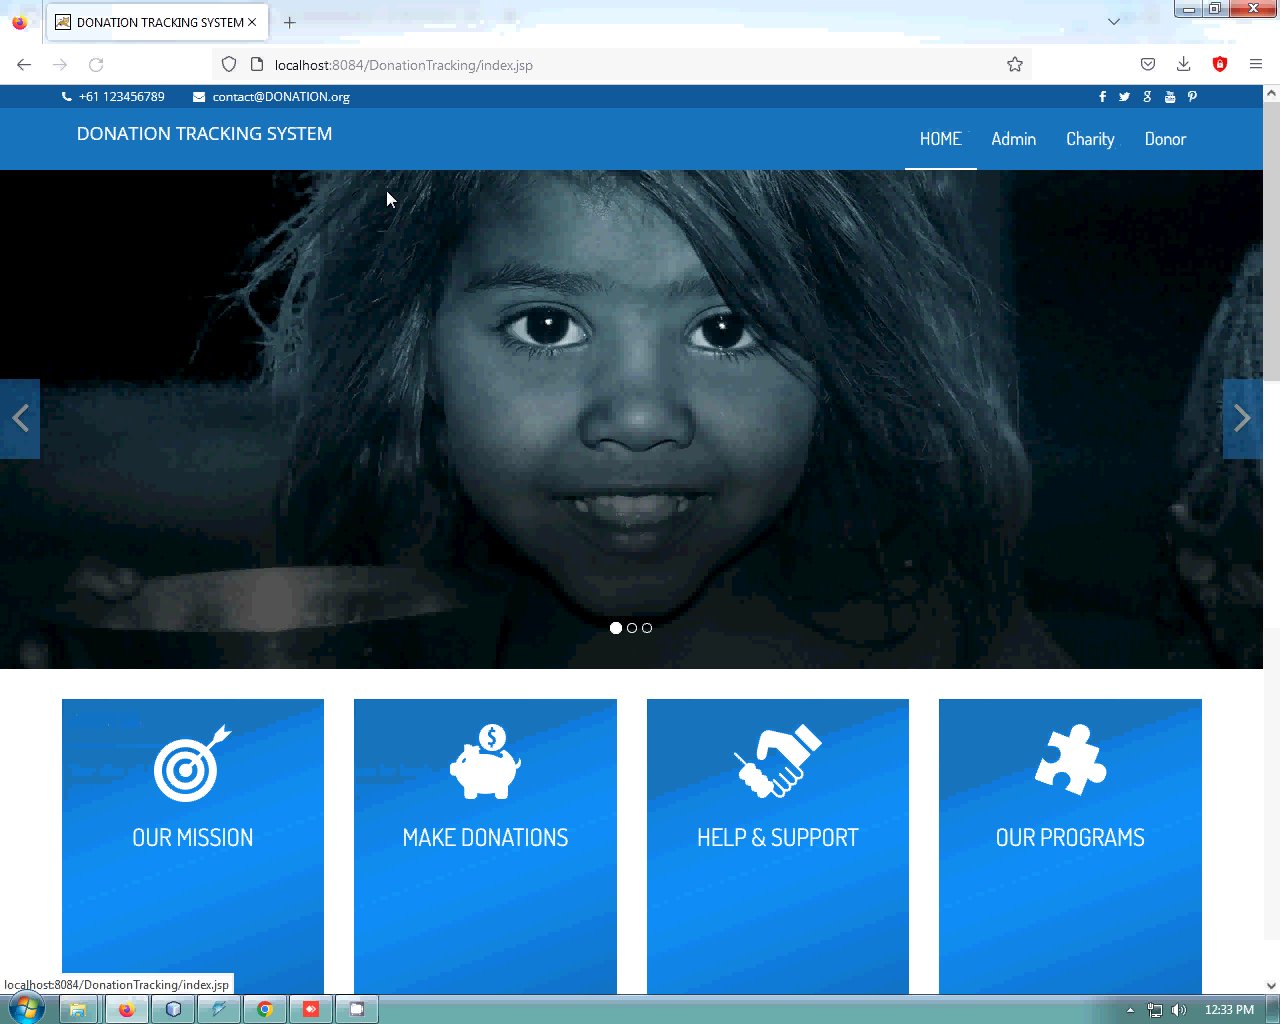 DONATION TRACKING SYSTEM
localhost:8084/DonationTracking/index.jsp
+61 123456789 contact@DONATION.org
DONATION TRACKING SYSTEM HOME Admin Charity Donor
OUR MISSION MAKE DONATIONS HELP & SUPPORT OUR PROGRAMS
localhost:8084/DonationTracking/index.jsp
12:33 PM